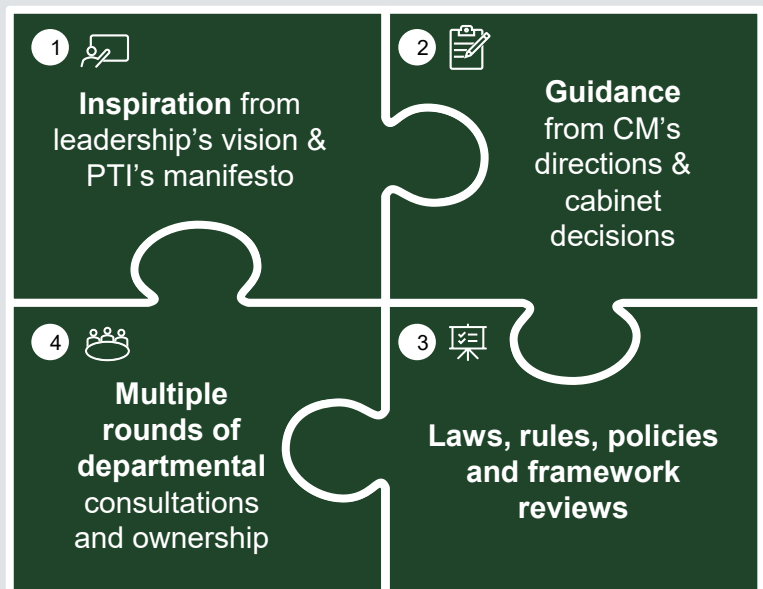 1
Inspiration from
leadership's vision &
PTI's manifesto
2
Guidance
from CM's
directions &
cabinet
decisions
4
Multiple
rounds of
departmental
consultations
and ownership
3
Laws, rules, policies
and framework
reviews